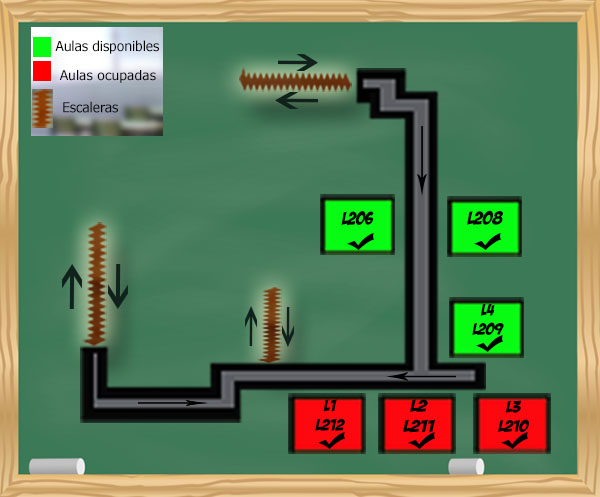 Aulas disponibles
Aulas ocupadas
Escaleras
L206
L208
L4
L209
L1
L212
L2
L211
L3
L210